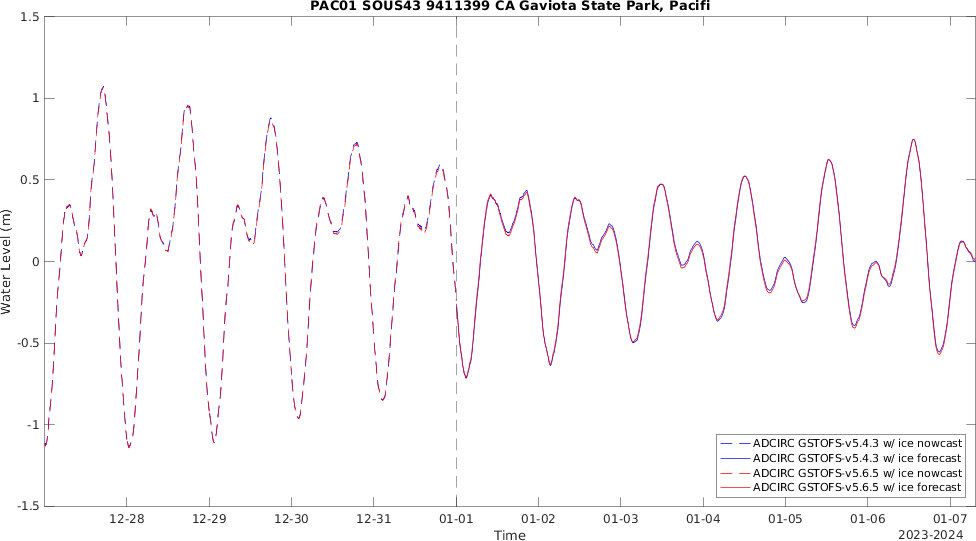 PAC01 SOUS43 9411399 CA Gaviota State Park, Pacifi
1.5
1
0.5
0
-0.5
-1
-1.5
Water Level (m)
12-28 12-29 12-30 12-31 01-01 01-02 01-03 01-04 01-05 01-06 01-07
Time
2023-2024
ADCIRC GSTOFS-v5.4.3 w/ ice nowcast
ADCIRC GSTOFS-v5.4.3 w/ ice forecast
ADCIRC GSTOFS-v5.6.5 w/ ice nowcast
ADCIRC GSTOFS-v5.6.5 w/ ice forecast